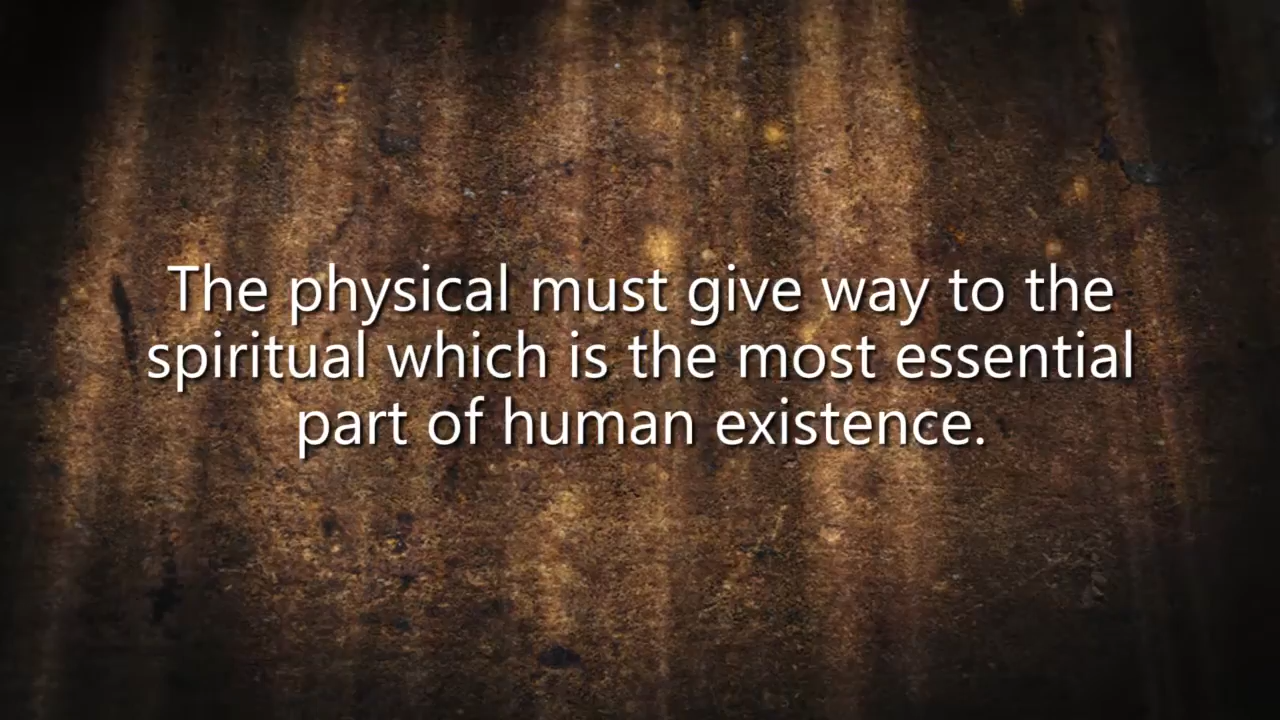 The physical must give way to the
spiritual which is the most essential
part of human existence.